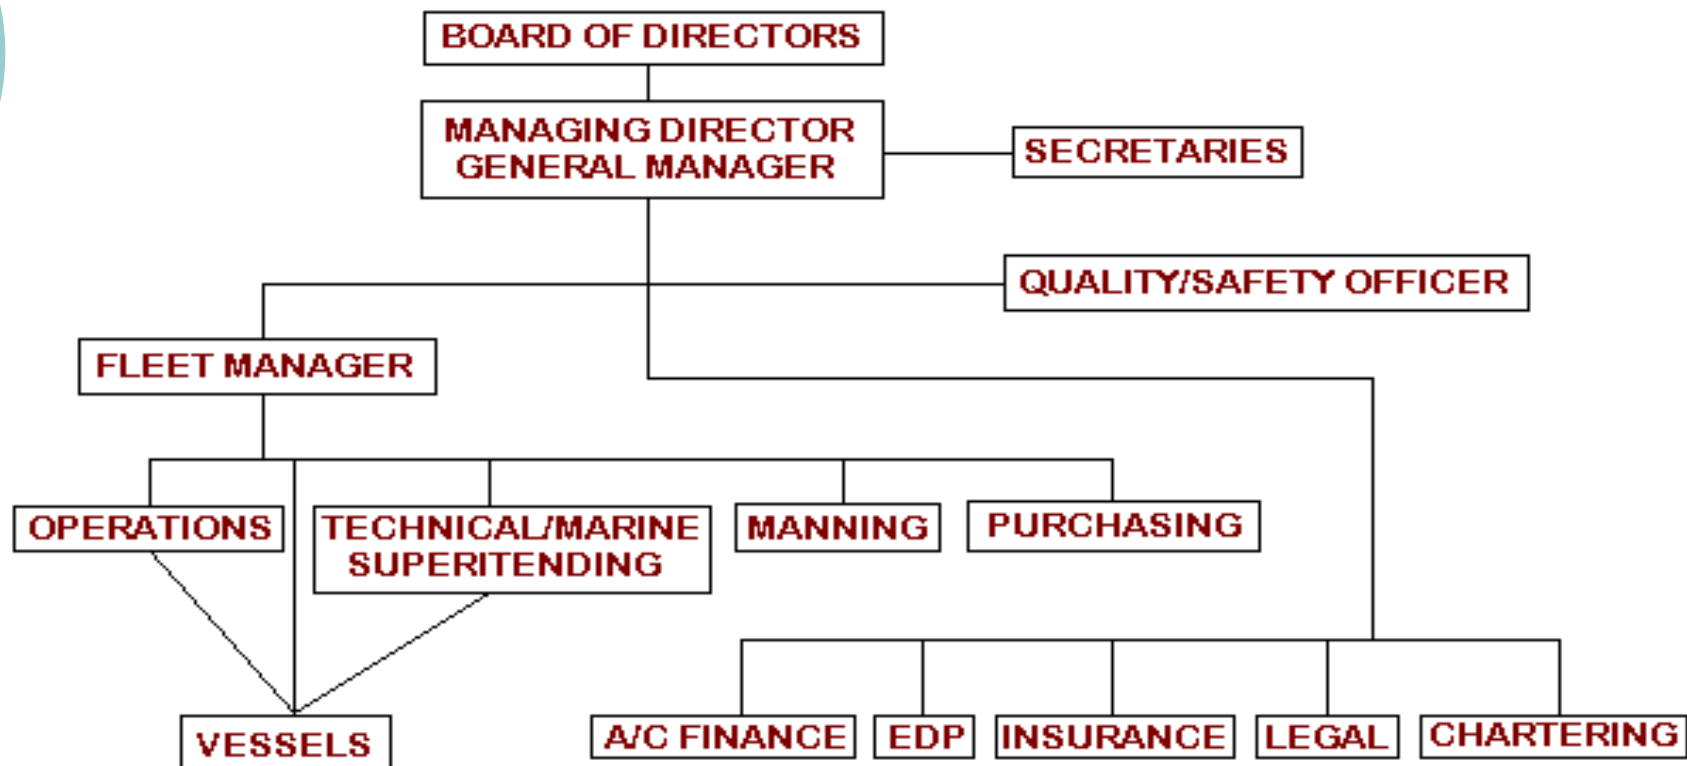 BOARD OF DIRECTORS
MANAGING DIRECTOR
GENERAL MANAGER
SECRETARIES
QUALITY/SAFETY OFFICER
FLEET MANAGER
OPERATIONS
TECHNICAL/MARINE
SUPERITENDING
MANNING
PURCHASING
VESSELS
A/C FINANCE
EDP
INSURANCE
LEGAL
CHARTERING